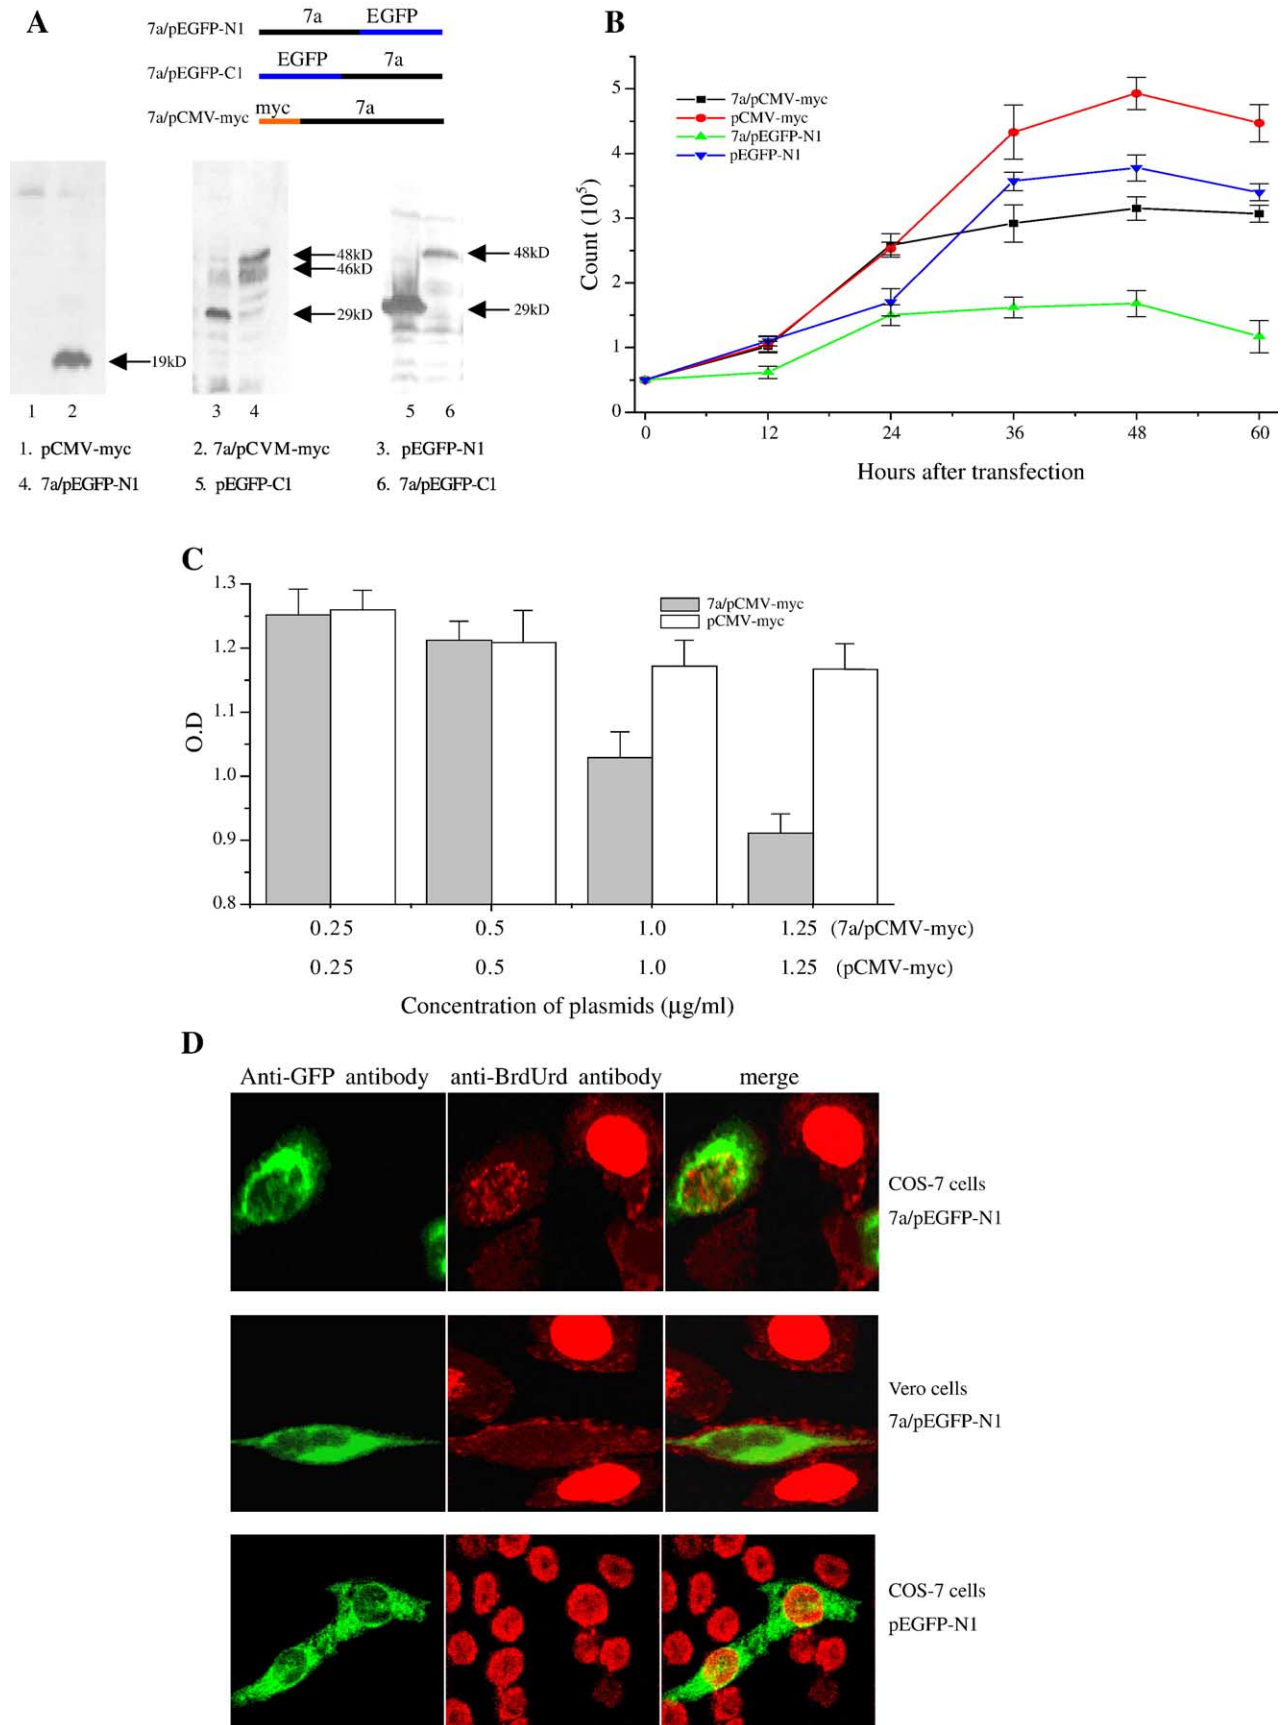 A
7a EGFP
7a/pEGFP-N1
EGFP 7a
7a/pEGFP-C1
myc 7a
7a/pCMV-myc
48kD
46kD
29kD
19kD
48kD
29kD
1 2 3 4 5 6
1. pCMV-myc 2. 7a/pCVM-myc 3. pEGFP-N1
4. 7a/pEGFP-N1 5. pEGFP-C1 6. 7a/pEGFP-C1
B
7a/pCMV-myc
pCMV-myc
7a/pEGFP-N1
pEGFP-N1
Count (10⁵)
5
4
3
2
1
0
0 12 24 36 48 60
Hours after transfection
C
7a/pCMV-myc
pCMV-myc
O.D
1.3
1.2
1.1
1.0
0.9
0.8
0.25 0.5 1.0 1.25 (7a/pCMV-myc)
0.25 0.5 1.0 1.25 (pCMV-myc)
Concentration of plasmids (µg/ml)
D
Anti-GFP antibody anti-BrdUrd antibody merge
COS-7 cells
7a/pEGFP-N1
Vero cells
7a/pEGFP-N1
COS-7 cells
pEGFP-N1